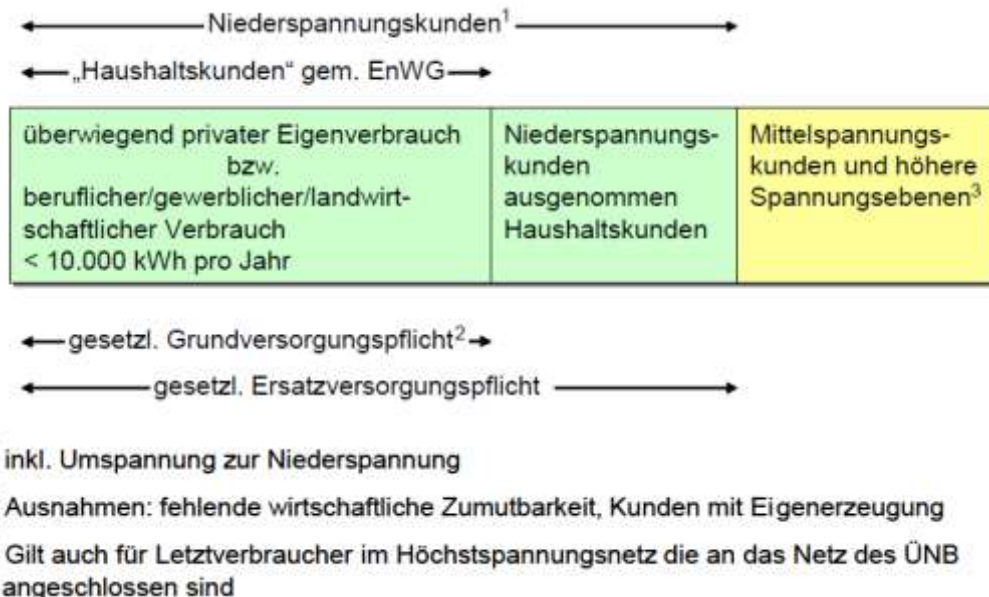 Niederspannungskunden¹
„Haushaltskunden“ gem. EnWG
überwiegend privater Eigenverbrauch
bzw.
beruflicher/gewerblicher/landwirt-
schaftlicher Verbrauch
< 10.000 kWh pro Jahr
Niederspannungs-
kunden
ausgenommen
Haushaltskunden
Mittelspannungs-
kunden und höhere
Spannungsebenen³
gesetzl. Grundversorgungspflicht²
gesetzl. Ersatzversorgungspflicht
inkl. Umspannung zur Niederspannung
Ausnahmen: fehlende wirtschaftliche Zumutbarkeit, Kunden mit Eigenerzeugung
Gilt auch für Letztverbraucher im Höchstspannungsnetz die an das Netz des ÜNB
angeschlossen sind